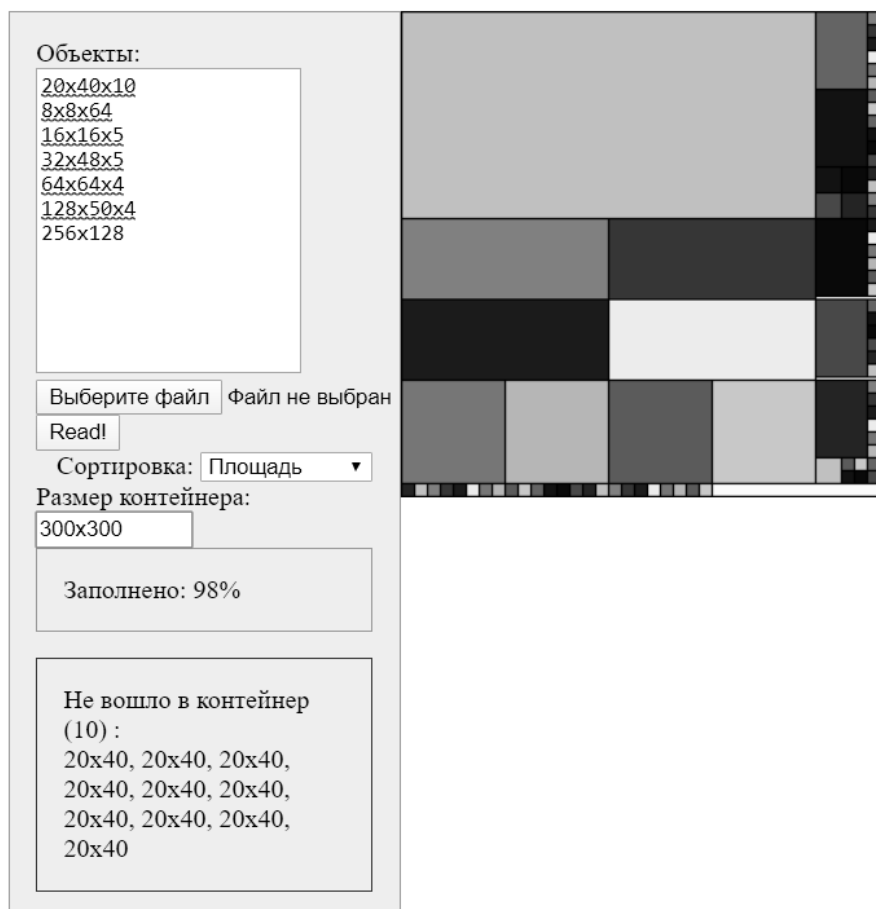 Объекты:
20x40x10
8x8x64
16x16x5
32x48x5
64x64x4
128x50x4
256x128
Выберите файл Файл не выбран
Read!
Сортировка: Площадь
Размер контейнера:
300x300
Заполнено: 98%
Не вошло в контейнер
(10) :
20x40, 20x40, 20x40,
20x40, 20x40, 20x40,
20x40, 20x40, 20x40,
20x40